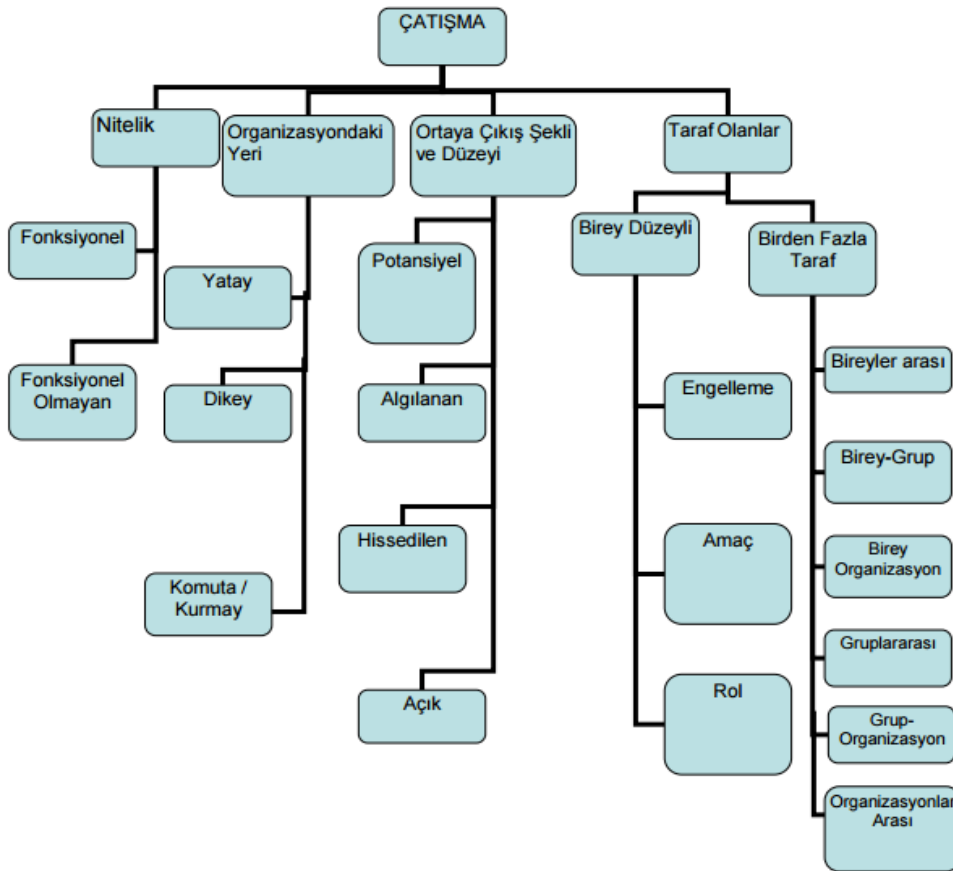 ÇATIŞMA
Nitelik
Organizasyondaki
Yeri
Ortaya Çıkış Şekli
ve Düzeyi
Taraf Olanlar
Fonksiyonel
Fonksiyonel
Olmayan
Yatay
Dikey
Komuta /
Kurmay
Potansiyel
Algılanan
Hissedilen
Açık
Birey Düzeyli
Engelleme
Amaç
Rol
Birden Fazla
Taraf
Bireyler arası
Birey-Grup
Birey
Organizasyon
Gruplararası
Grup-
Organizasyon
Organizasyonlar
Arası